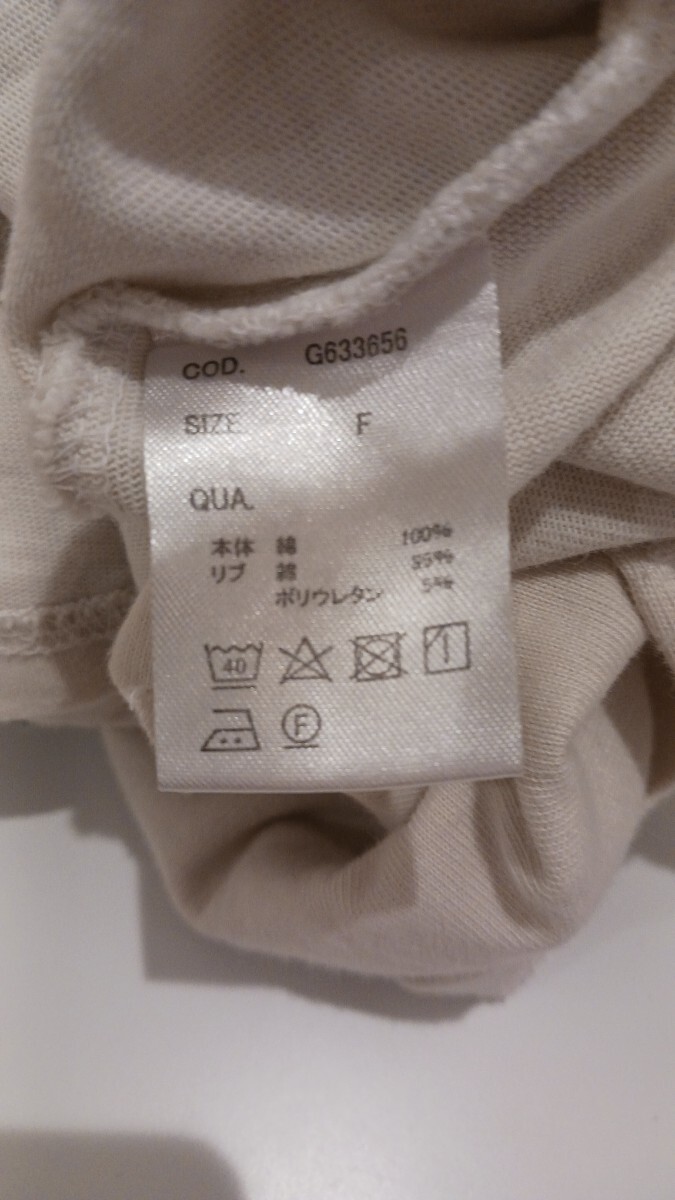 COD. G633656
SIZE F
QUA.
本体 綿 100%
リブ 綿 95%
ポリウレタン 5%
40
F